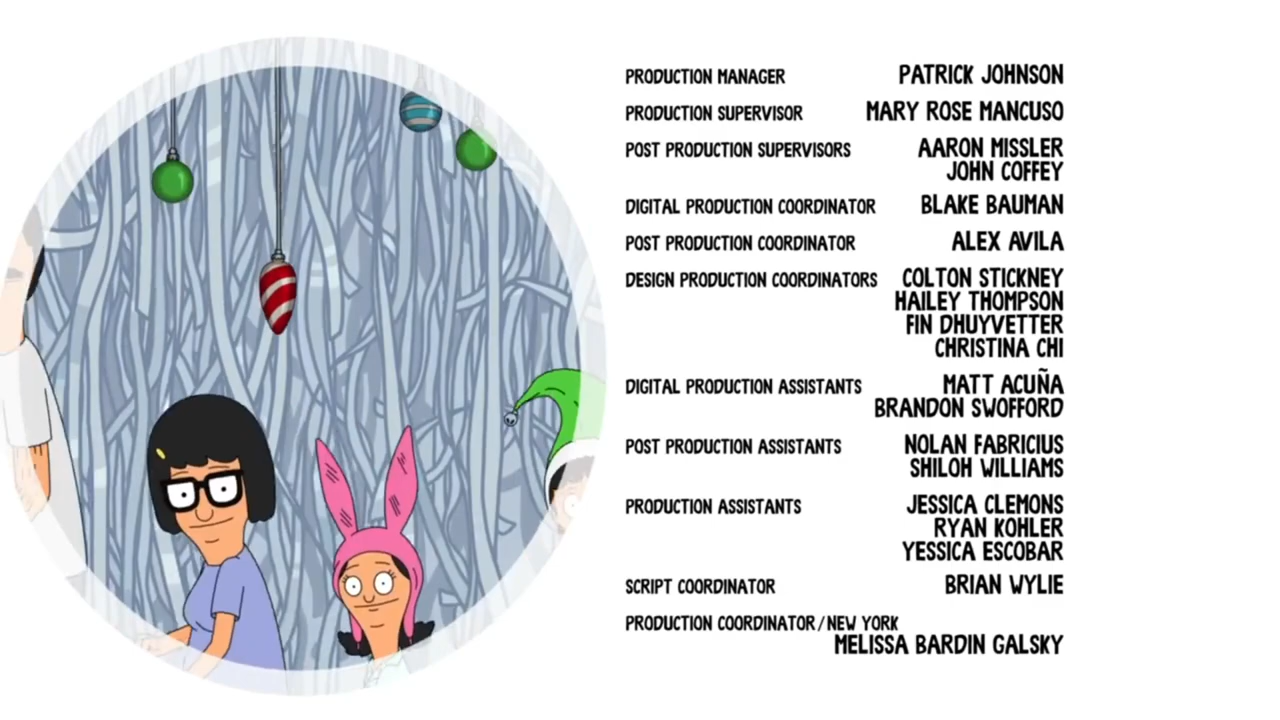 PRODUCTION MANAGER PATRICK JOHNSON
PRODUCTION SUPERVISOR MARY ROSE MANCUSO
POST PRODUCTION SUPERVISORS AARON MISSLER
JOHN COFFEY
DIGITAL PRODUCTION COORDINATOR BLAKE BAUMAN
POST PRODUCTION COORDINATOR ALEX AVILA
DESIGN PRODUCTION COORDINATORS COLTON STICKNEY
HAILEY THOMPSON
FIN DHUYVETTER
CHRISTINA CHI
DIGITAL PRODUCTION ASSISTANTS MATT ACUÑA
BRANDON SWOFFORD
POST PRODUCTION ASSISTANTS NOLAN FABRICIUS
SHILOH WILLIAMS
PRODUCTION ASSISTANTS JESSICA CLEMONS
RYAN KOHLER
YESSICA ESCOBAR
SCRIPT COORDINATOR BRIAN WYLIE
PRODUCTION COORDINATOR/NEW YORK
MELISSA BARDIN GALSKY